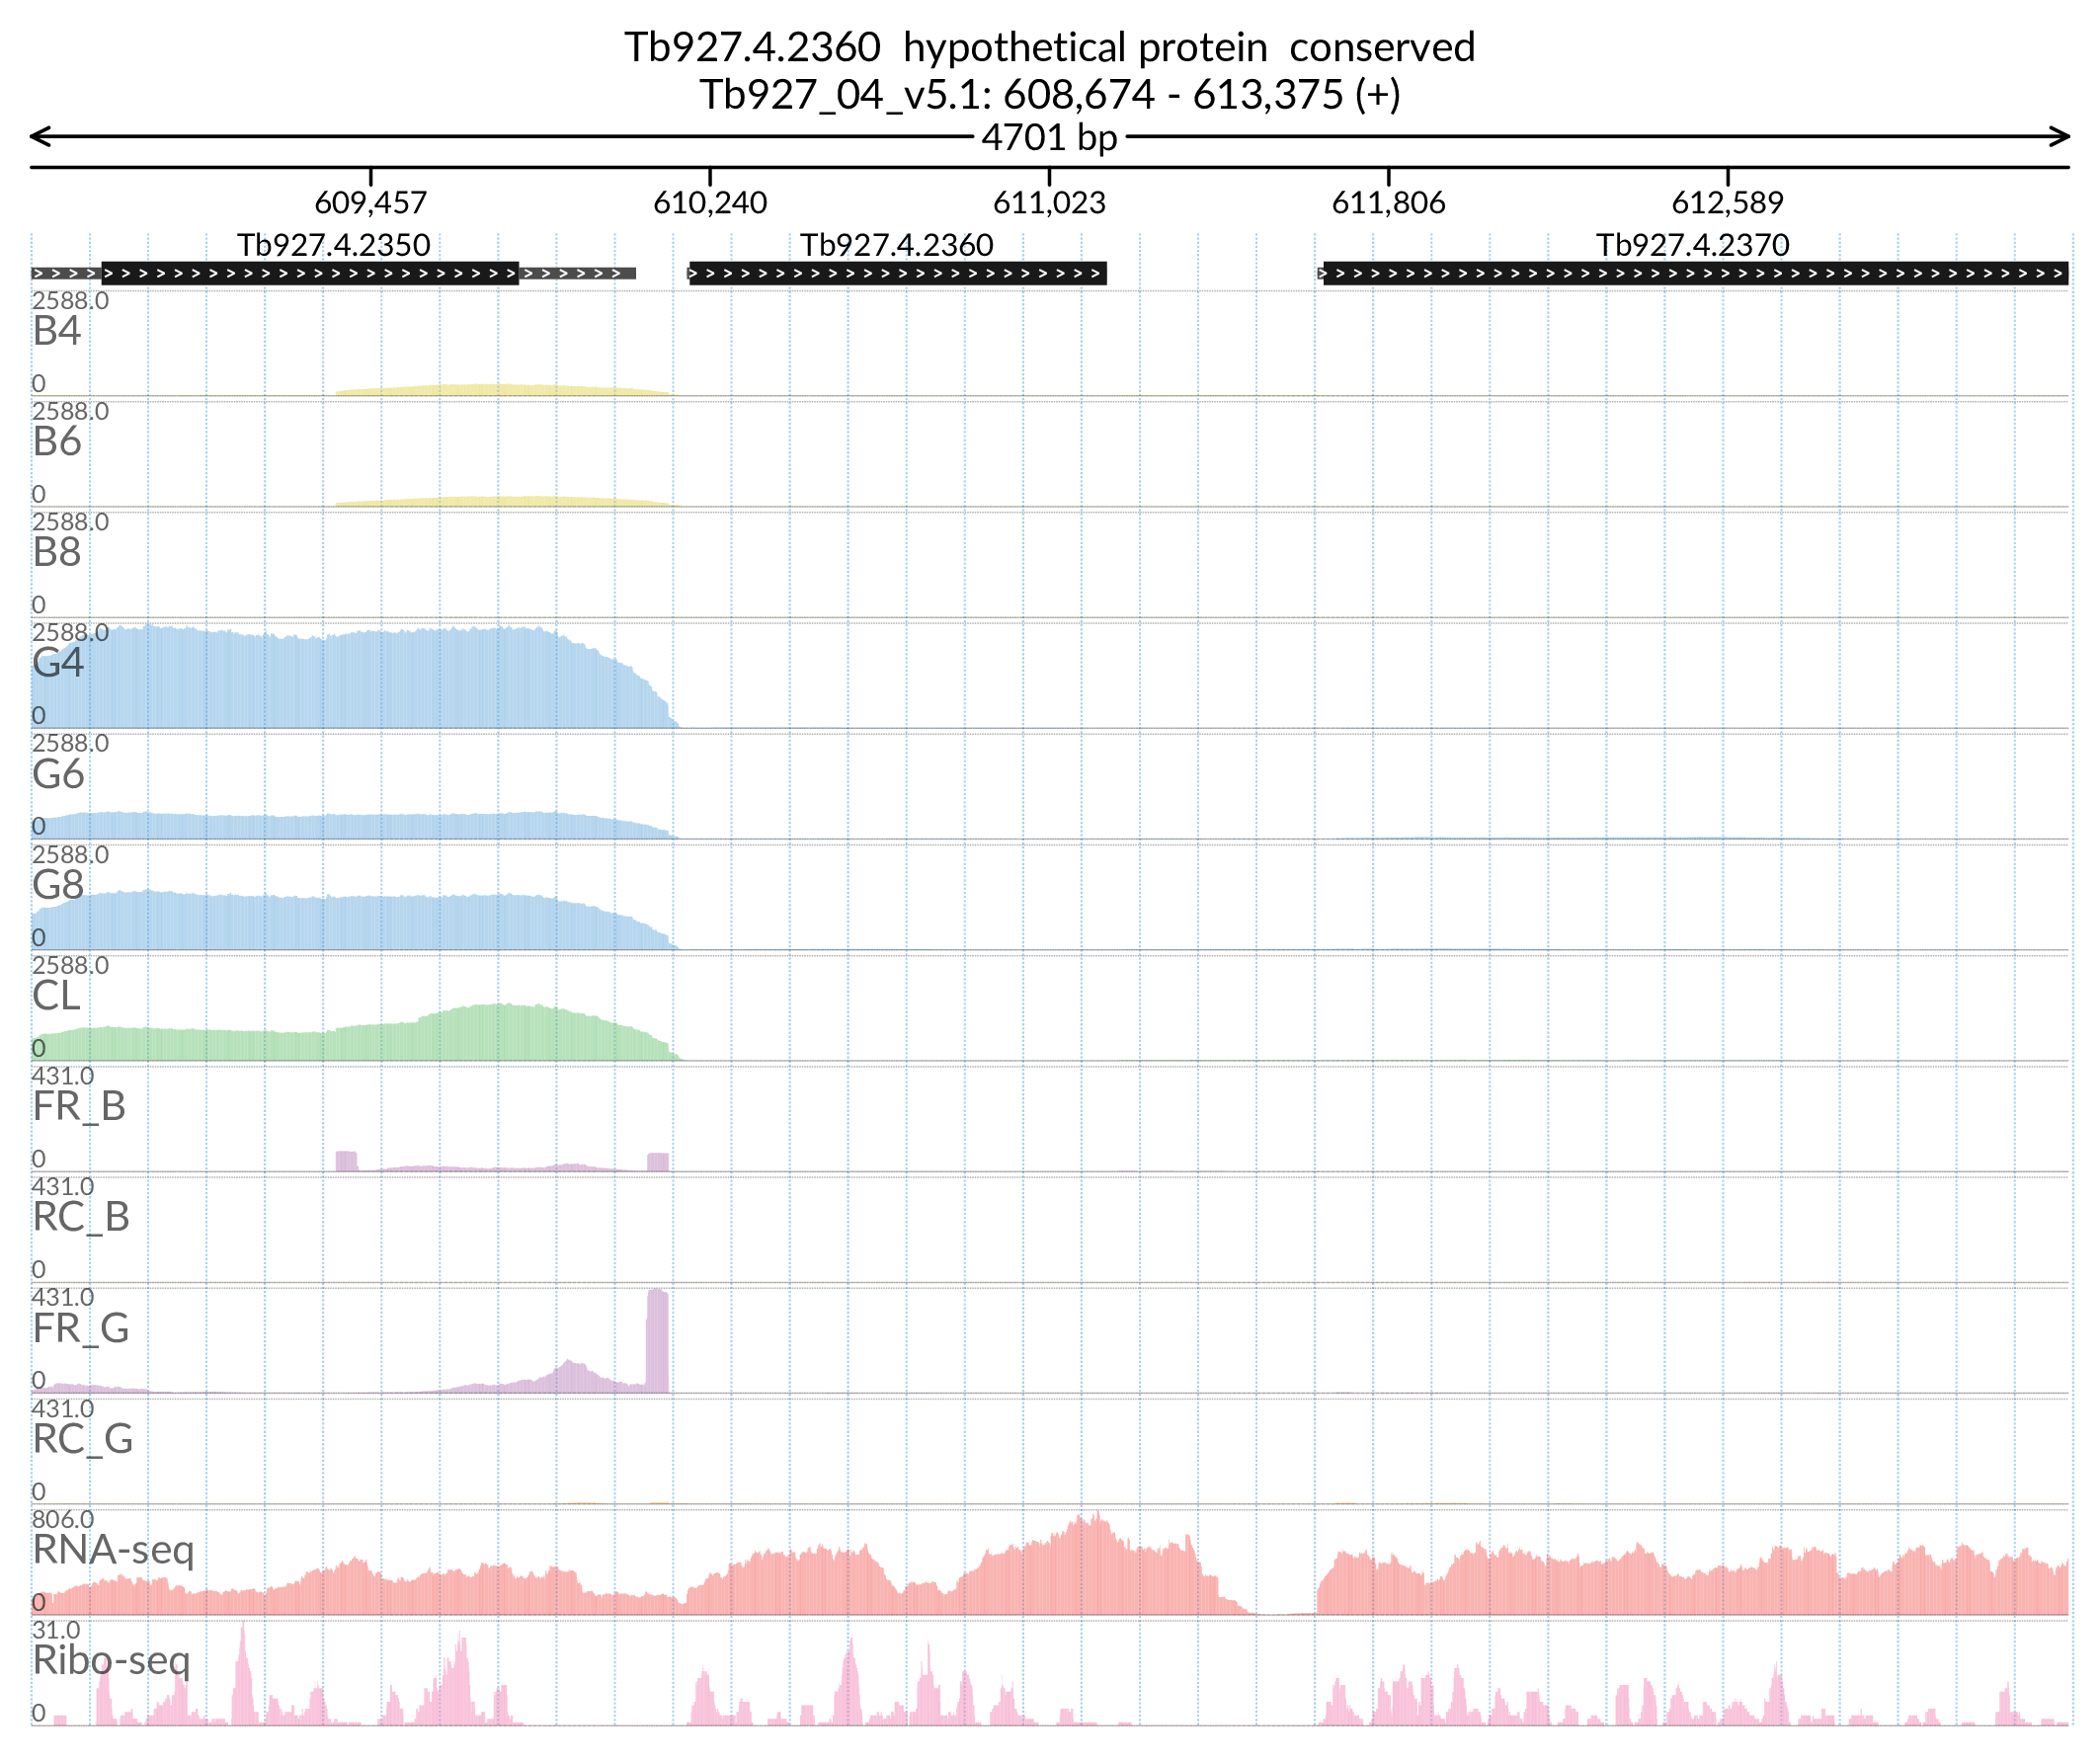 Tb927.4.2360 hypothetical protein conserved
Tb927_04_v5.1: 608,674 - 613,375 (+)
4701 bp
609,457 610,240 611,023 611,806 612,589
Tb927.4.2350 Tb927.4.2360 Tb927.4.2370
2588.0
B4
0
2588.0
B6
0
2588.0
B8
0
2588.0
G4
0
2588.0
G6
0
2588.0
G8
0
2588.0
CL
0
431.0
FR_B
0
431.0
RC_B
0
431.0
FR_G
0
431.0
RC_G
0
806.0
RNA-seq
0
31.0
Ribo-seq
0